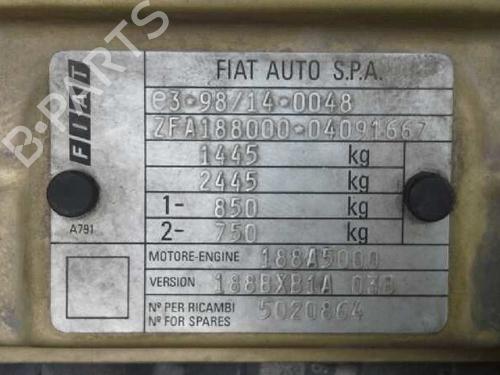 FIAT AUTO S.P.A.
FIAT
e3*98/14*0048
ZFA188000*04091667
1445 kg
2445 kg
1- 850 kg
2- 750 kg
A791
MOTORE-ENGINE 188A5000
VERSION 188BXB1A 03B
Nº PER RICAMBI
Nº FOR SPARES 5020864
B-PARTS